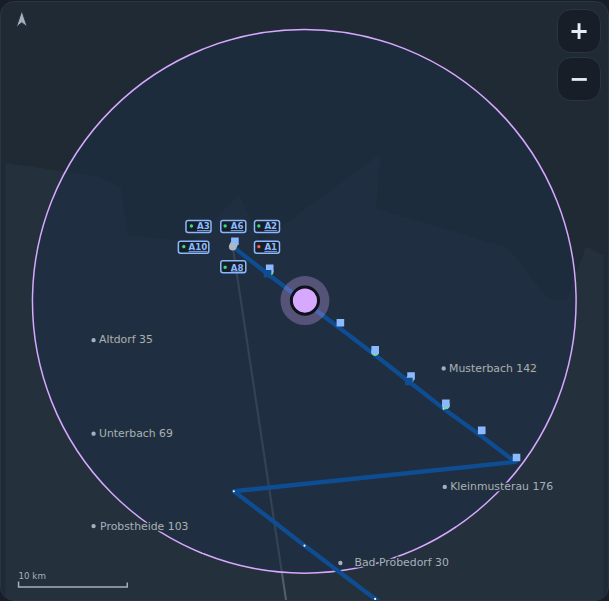 +
−
A3 A6 A2
A10 A1
A8
Altdorf 35
Musterbach 142
Unterbach 69
Kleinmusterau 176
Probstheide 103
Bad-Probedorf 30
10 km